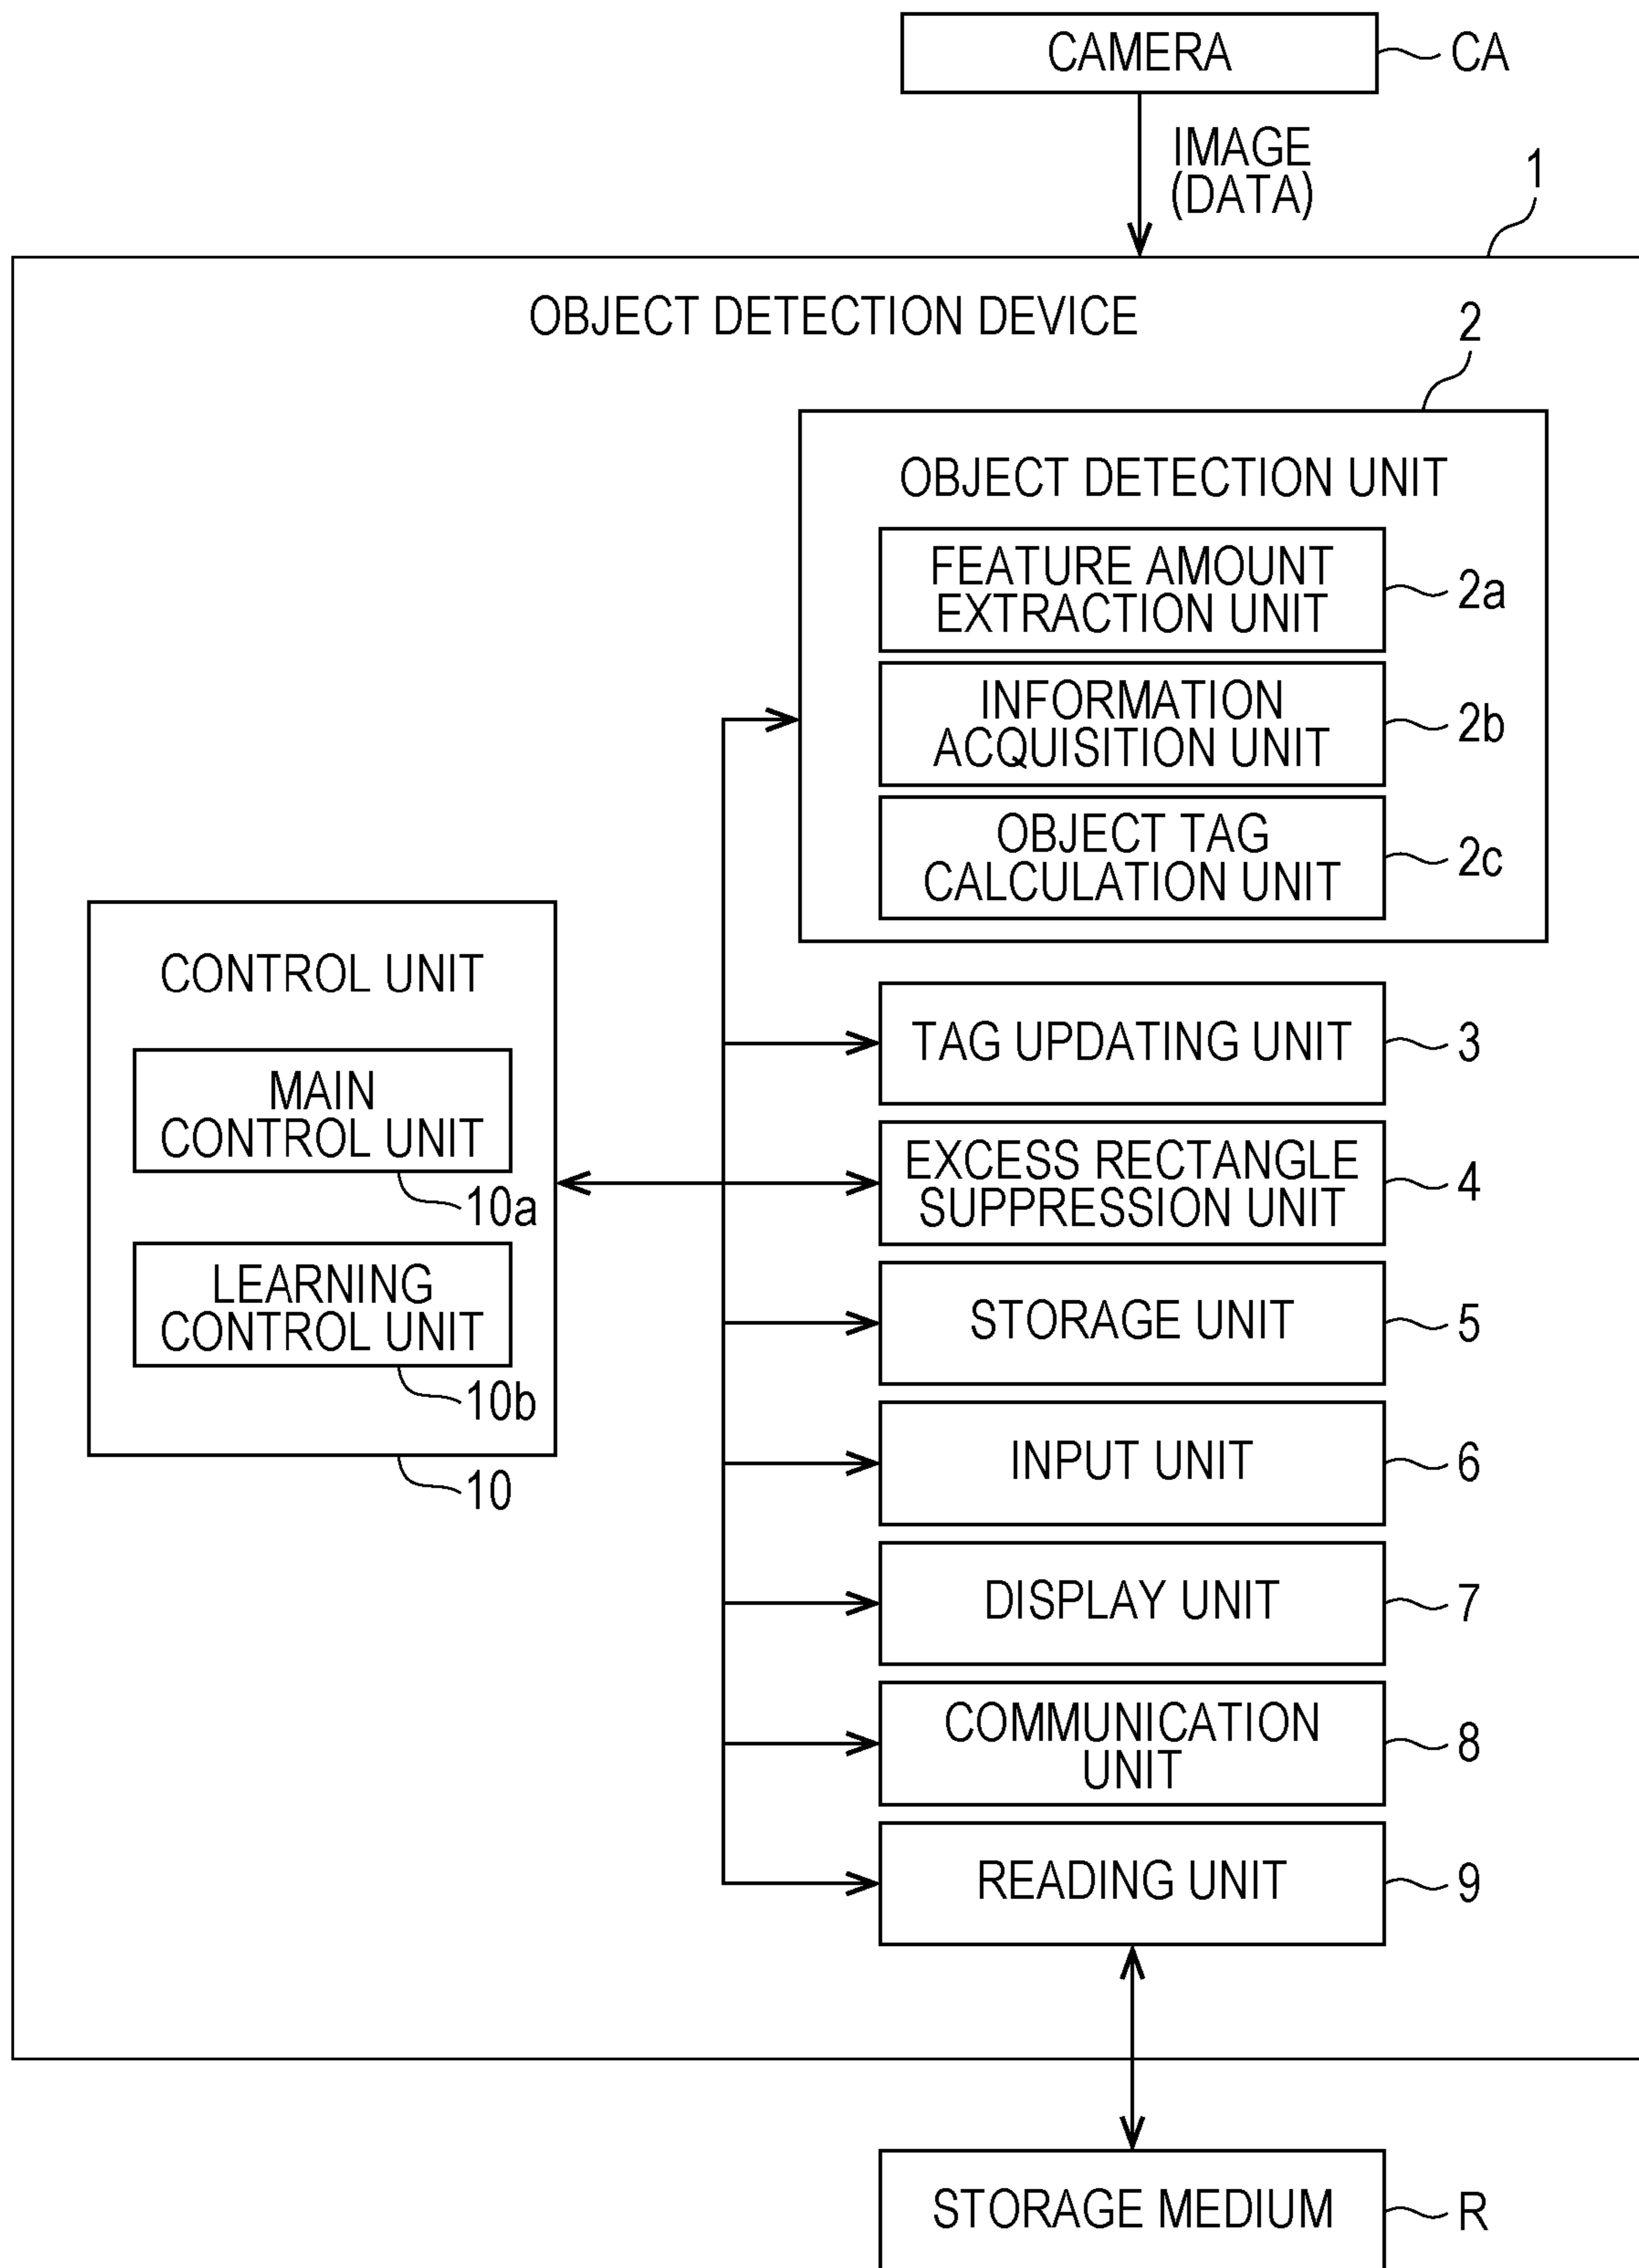 CAMERA
CA
IMAGE
(DATA)
1
OBJECT DETECTION DEVICE
2
OBJECT DETECTION UNIT
FEATURE AMOUNT
EXTRACTION UNIT
2a
INFORMATION
ACQUISITION UNIT
2b
OBJECT TAG
CALCULATION UNIT
2c
CONTROL UNIT
MAIN
CONTROL UNIT
10a
LEARNING
CONTROL UNIT
10b
10
TAG UPDATING UNIT
3
EXCESS RECTANGLE
SUPPRESSION UNIT
4
STORAGE UNIT
5
INPUT UNIT
6
DISPLAY UNIT
7
COMMUNICATION
UNIT
8
READING UNIT
9
STORAGE MEDIUM
R